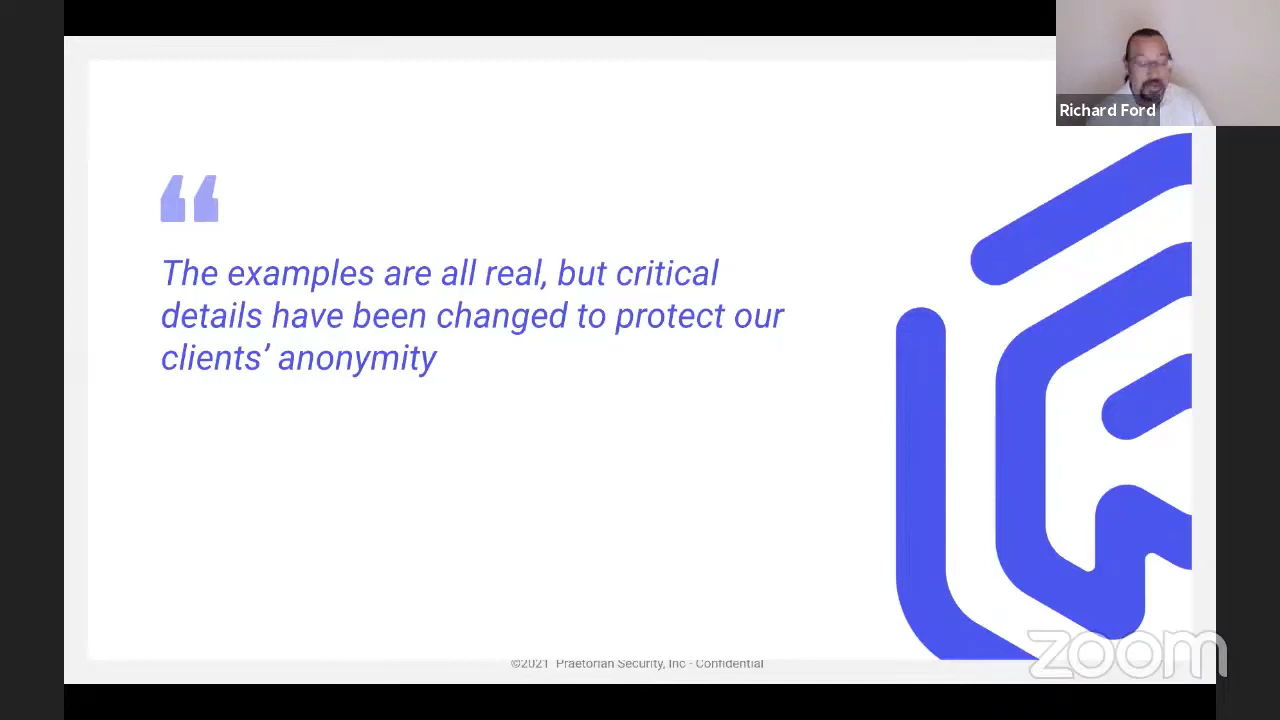 Richard Ford
“
The examples are all real, but critical
details have been changed to protect our
clients’ anonymity
©2021 Praetorian Security, Inc - Confidential
zoom